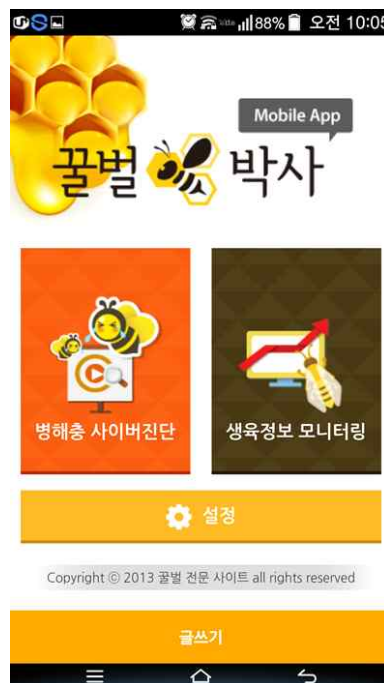 88% 오전 10:05
Mobile App
꿀벌 박사
병해충 사이버진단
생육정보 모니터링
설정
Copyright ⓒ 2013 꿀벌 전문 사이트 all rights reserved
글쓰기